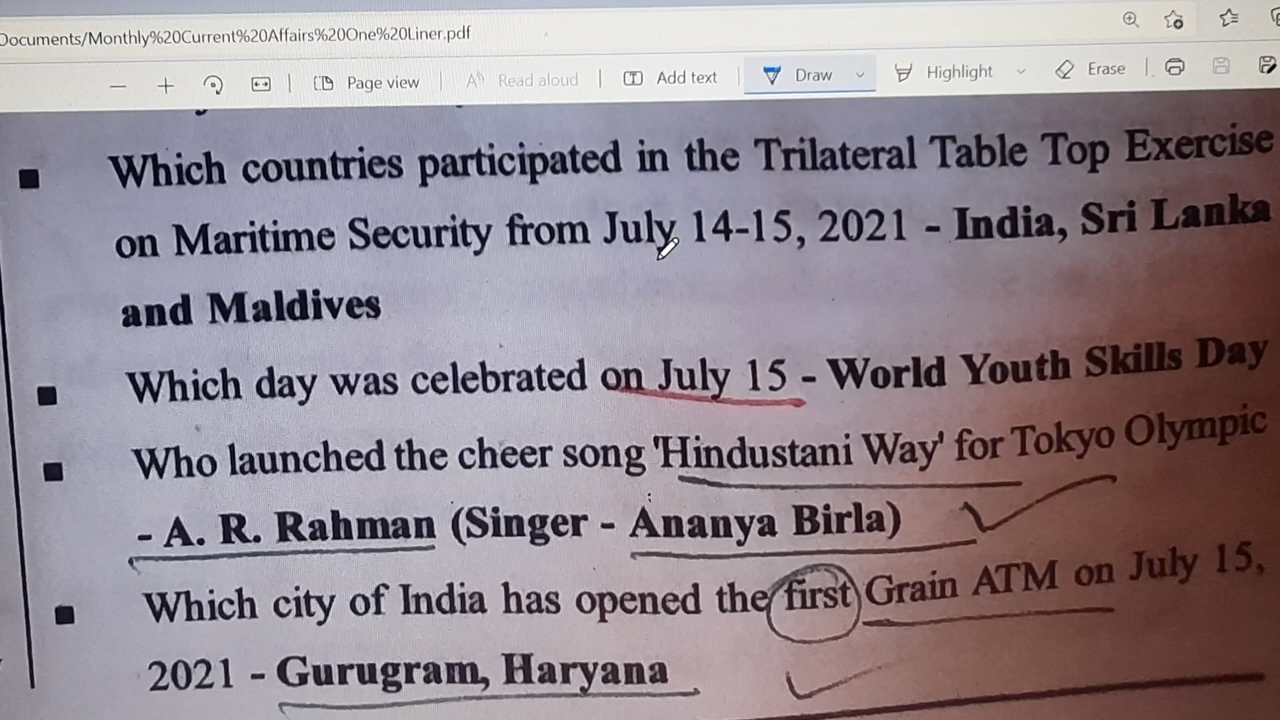 Documents/Monthly%20Current%20Affairs%20One%20Liner.pdf
Page view
Read aloud
Add text
Draw
Highlight
Erase
Which countries participated in the Trilateral Table Top Exercise
on Maritime Security from July 14-15, 2021 - India, Sri Lanka
and Maldives
Which day was celebrated on July 15 - World Youth Skills Day
Who launched the cheer song 'Hindustani Way' for Tokyo Olympic
- A. R. Rahman (Singer - Ananya Birla)
Which city of India has opened the first Grain ATM on July 15,
2021 - Gurugram, Haryana